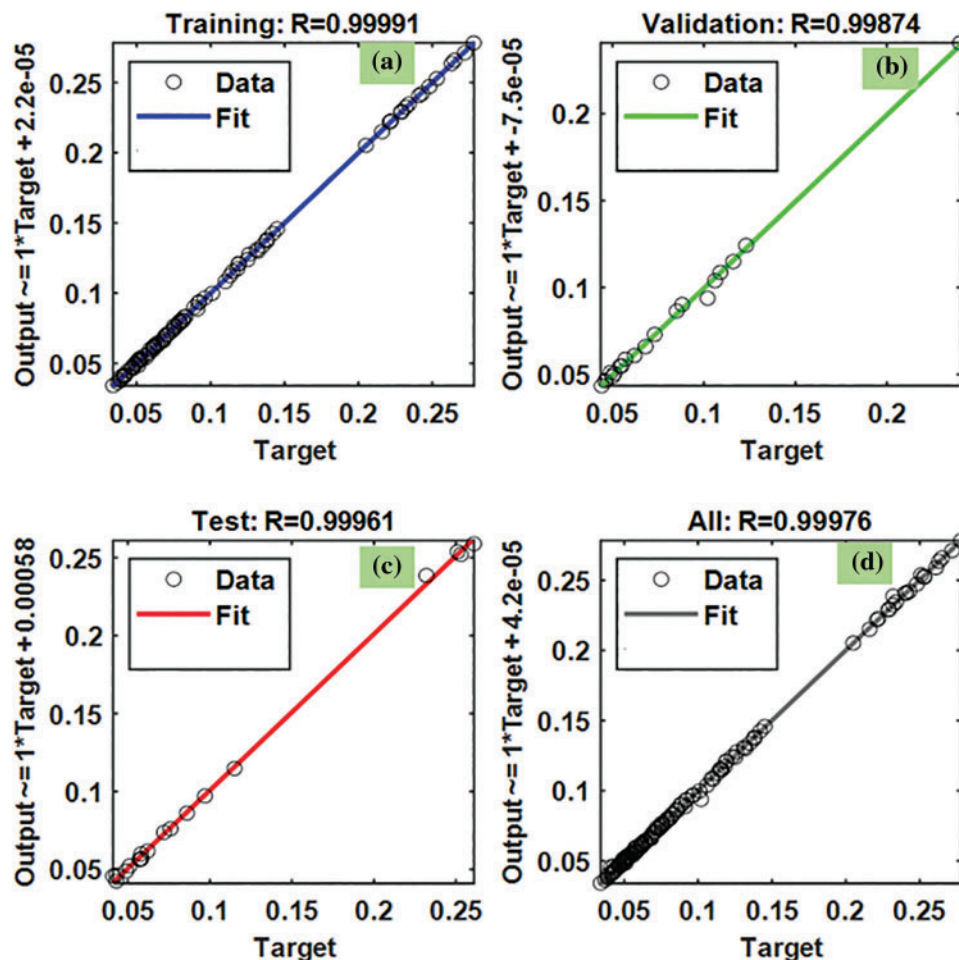 Training: R=0.99991
(a)
Data
Fit
Output ~= 1*Target + 2.2e-05
0.25
0.2
0.15
0.1
0.05
0.05 0.1 0.15 0.2 0.25
Target
Validation: R=0.99874
(b)
Data
Fit
Output ~= 1*Target + -7.5e-05
0.2
0.15
0.1
0.05
0.05 0.1 0.15 0.2
Target
Test: R=0.99961
(c)
Data
Fit
Output ~= 1*Target + 0.00058
0.25
0.2
0.15
0.1
0.05
0.05 0.1 0.15 0.2 0.25
Target
All: R=0.99976
(d)
Data
Fit
Output ~= 1*Target + 4.2e-05
0.25
0.2
0.15
0.1
0.05
0.05 0.1 0.15 0.2 0.25
Target